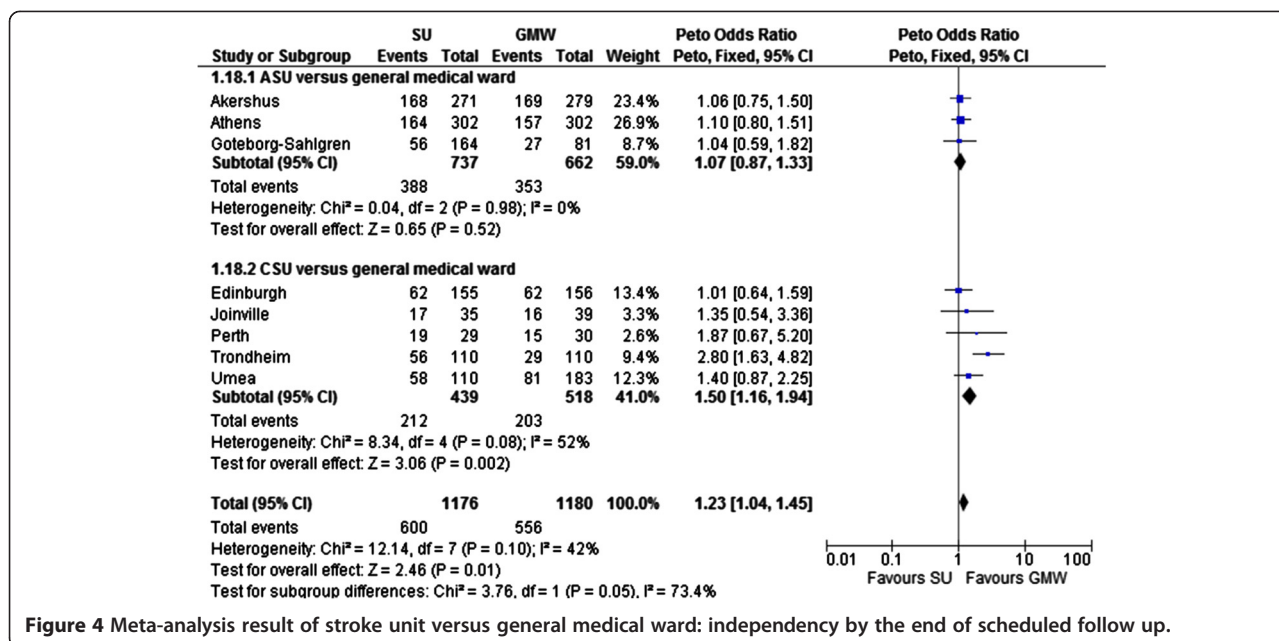 SU GMW Peto Odds Ratio Peto Odds Ratio
Study or Subgroup Events Total Events Total Weight Peto, Fixed, 95% CI Peto, Fixed, 95% CI
1.18.1 ASU versus general medical ward
Akershus 168 271 169 279 23.4% 1.06 [0.75, 1.50]
Athens 164 302 157 302 26.9% 1.10 [0.80, 1.51]
Goteborg-Sahlgren 56 164 27 81 8.7% 1.04 [0.59, 1.82]
Subtotal (95% CI) 737 662 59.0% 1.07 [0.87, 1.33]
Total events 388 353
Heterogeneity: Chi² = 0.04, df = 2 (P = 0.98); I² = 0%
Test for overall effect: Z = 0.65 (P = 0.52)
1.18.2 CSU versus general medical ward
Edinburgh 62 155 62 156 13.4% 1.01 [0.64, 1.59]
Joinville 17 35 16 39 3.3% 1.35 [0.54, 3.36]
Perth 19 29 15 30 2.6% 1.87 [0.67, 5.20]
Trondheim 56 110 29 110 9.4% 2.80 [1.63, 4.82]
Umea 58 110 81 183 12.3% 1.40 [0.87, 2.25]
Subtotal (95% CI) 439 518 41.0% 1.50 [1.16, 1.94]
Total events 212 203
Heterogeneity: Chi² = 8.34, df = 4 (P = 0.08); I² = 52%
Test for overall effect: Z = 3.06 (P = 0.002)
Total (95% CI) 1176 1180 100.0% 1.23 [1.04, 1.45]
Total events 600 556
Heterogeneity: Chi² = 12.14, df = 7 (P = 0.10); I² = 42%
Test for overall effect: Z = 2.46 (P = 0.01)
Test for subgroup differences: Chi² = 3.76, df = 1 (P = 0.05), I² = 73.4%
0.01 0.1 1 10 100
Favours SU Favours GMW
Figure 4 Meta-analysis result of stroke unit versus general medical ward: independency by the end of scheduled follow up.